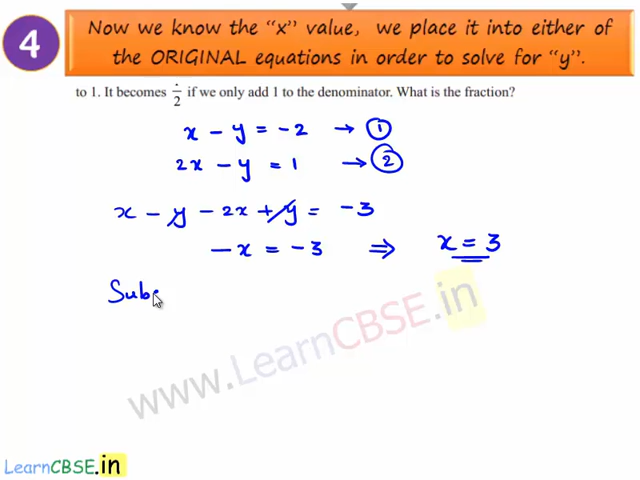 4
Now we know the "x" value, we place it into either of
the ORIGINAL equations in order to solve for "y".
to 1. It becomes 1/2 if we only add 1 to the denominator. What is the fraction?
x - y = -2 → ①
2x - y = 1 → ②
x - y - 2x + y = -3
-x = -3 ⇒ x = 3
Subs
www.LearnCBSE.in
LearnCBSE.in